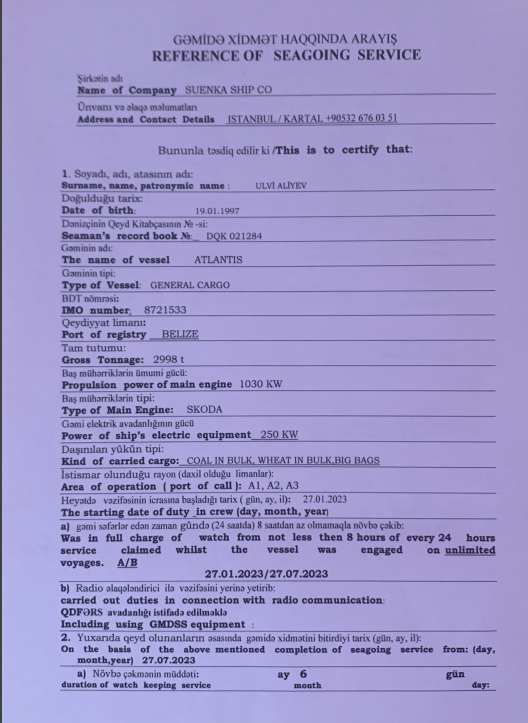 GƏMİDƏ XİDMƏT HAQQINDA ARAYIŞ
REFERENCE OF SEAGOING SERVICE
Şirkətin adı
Name of Company SUENKA SHIP CO
Ünvanı və əlaqə məlumatları
Address and Contact Details ISTANBUL / KARTAL +90532 676 03 51
Bununla təsdiq edilir ki /This is to certify that:
1. Soyadı, adı, atasının adı:
Surname, name, patronymic name : ULVİ ALİYEV
Doğulduğu tarix:
Date of birth: 19.01.1997
Dənizçinin Qeyd Kitabçasının № -si:
Seaman's record book №: DQK 021284
Gəminin adı:
The name of vessel ATLANTIS
Gəminin tipi:
Type of Vessel: GENERAL CARGO
BDT nömrəsi:
IMO number: 8721533
Qeydiyyat limanı:
Port of registry BELIZE
Tam tutumu:
Gross Tonnage: 2998 t
Baş mühərriklərin ümumi gücü:
Propulsion power of main engine 1030 KW
Baş mühərriklərin tipi:
Type of Main Engine: SKODA
Gəmi elektrik avadanlığının gücü
Power of ship's electric equipment 250 KW
Daşınılan yükün tipi:
Kind of carried cargo: COAL IN BULK, WHEAT IN BULK,BIG BAGS
İstismar olunduğu rayon (daxil olduğu limanlar):
Area of operation ( port of call ): A1, A2, A3
Heyətdə vəzifəsinin icrasına başladığı tarix ( gün, ay, il): 27.01.2023
The starting date of duty in crew (day, month, year)
a) gəmi səfərlər edən zaman gündə (24 saatda) 8 saatdan az olmamaqla növbə çəkib:
Was in full charge of watch from not less then 8 hours of every 24 hours
service claimed whilst the vessel was engaged on unlimited
voyages. A/B
27.01.2023/27.07.2023
b) Radio əlaqələndirici ilə vəzifəsini yerinə yetirib:
carried out duties in connection with radio communication:
QDFƏRS avadanlığı istifadə edilməklə
Including using GMDSS equipment :
2. Yuxarıda qeyd olunanların əsasında gəmidə xidmətini bitirdiyi tarix (gün, ay, il):
On the basis of the above mentioned completion of seagoing service from: (day,
month,year) 27.07.2023
a) Növbə çəkmənin müddəti: ay 6 gün
duration of watch keeping service month day: